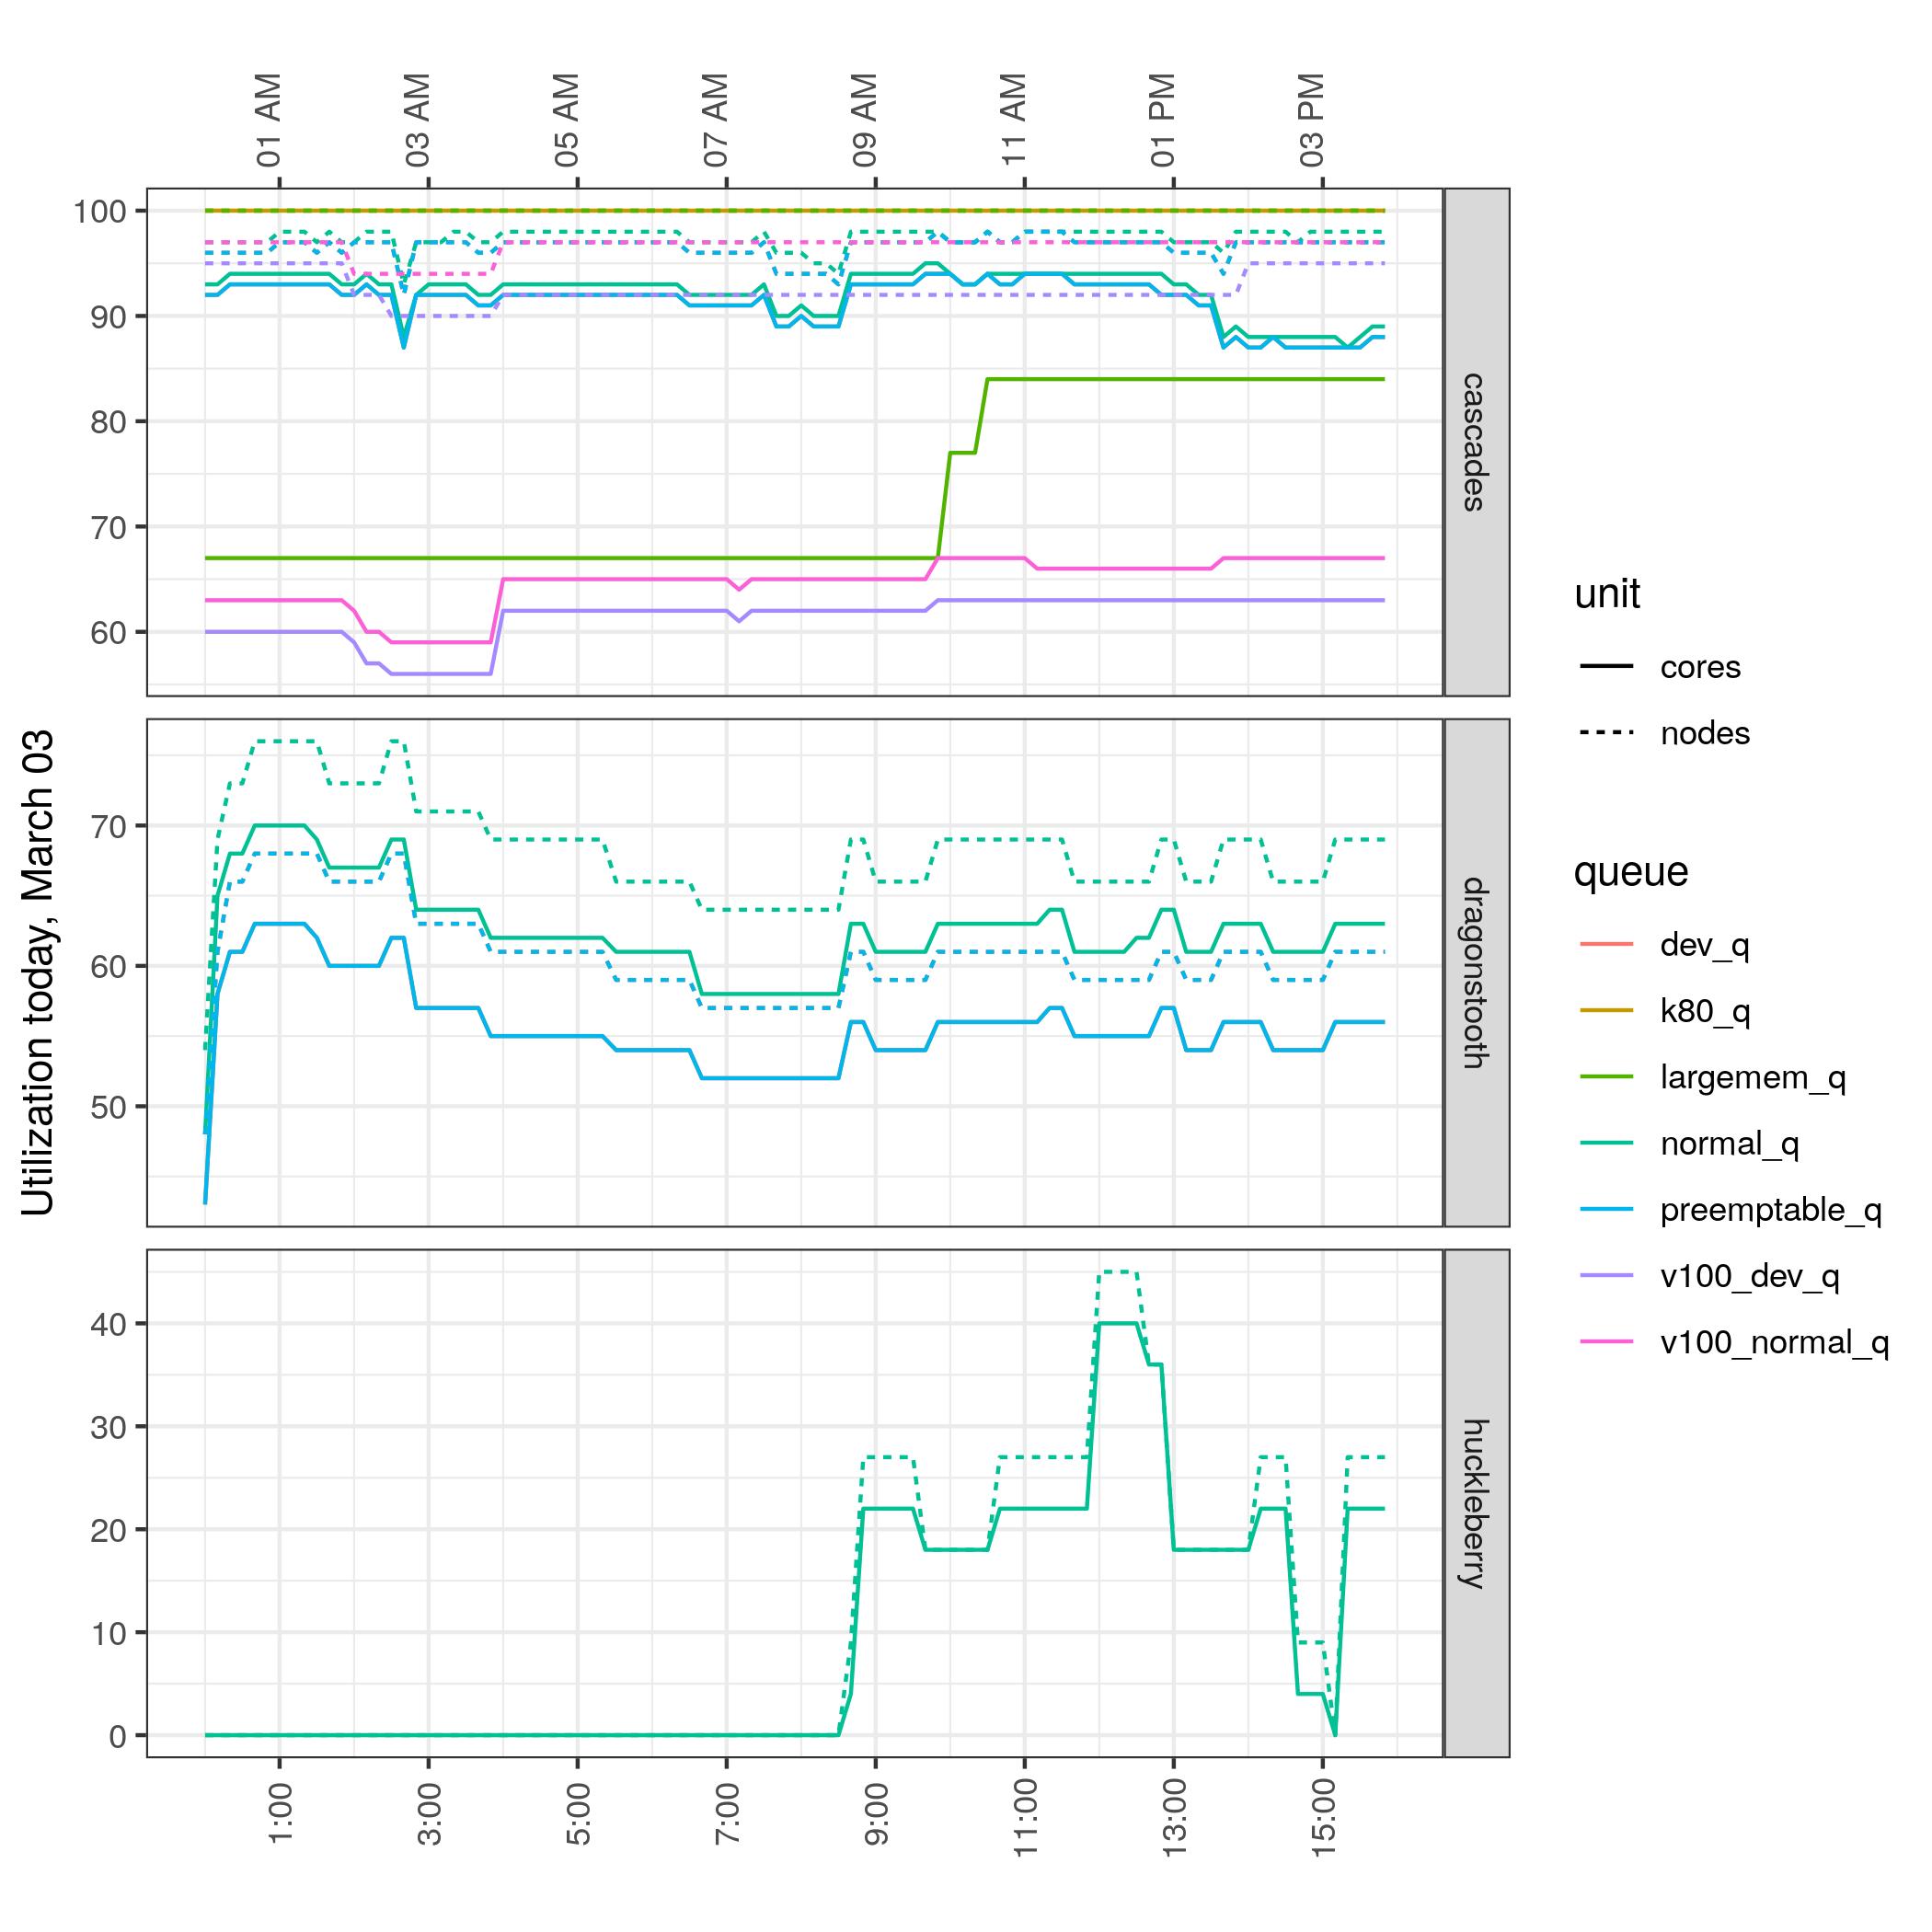 01 AM
03 AM
05 AM
07 AM
09 AM
11 AM
01 PM
03 PM
Utilization today, March 03
100
90
80
70
60
cascades
70
60
50
dragonstooth
40
30
20
10
0
huckleberry
1:00
3:00
5:00
7:00
9:00
11:00
13:00
15:00
unit
cores
nodes
queue
dev_q
k80_q
largemem_q
normal_q
preemptable_q
v100_dev_q
v100_normal_q